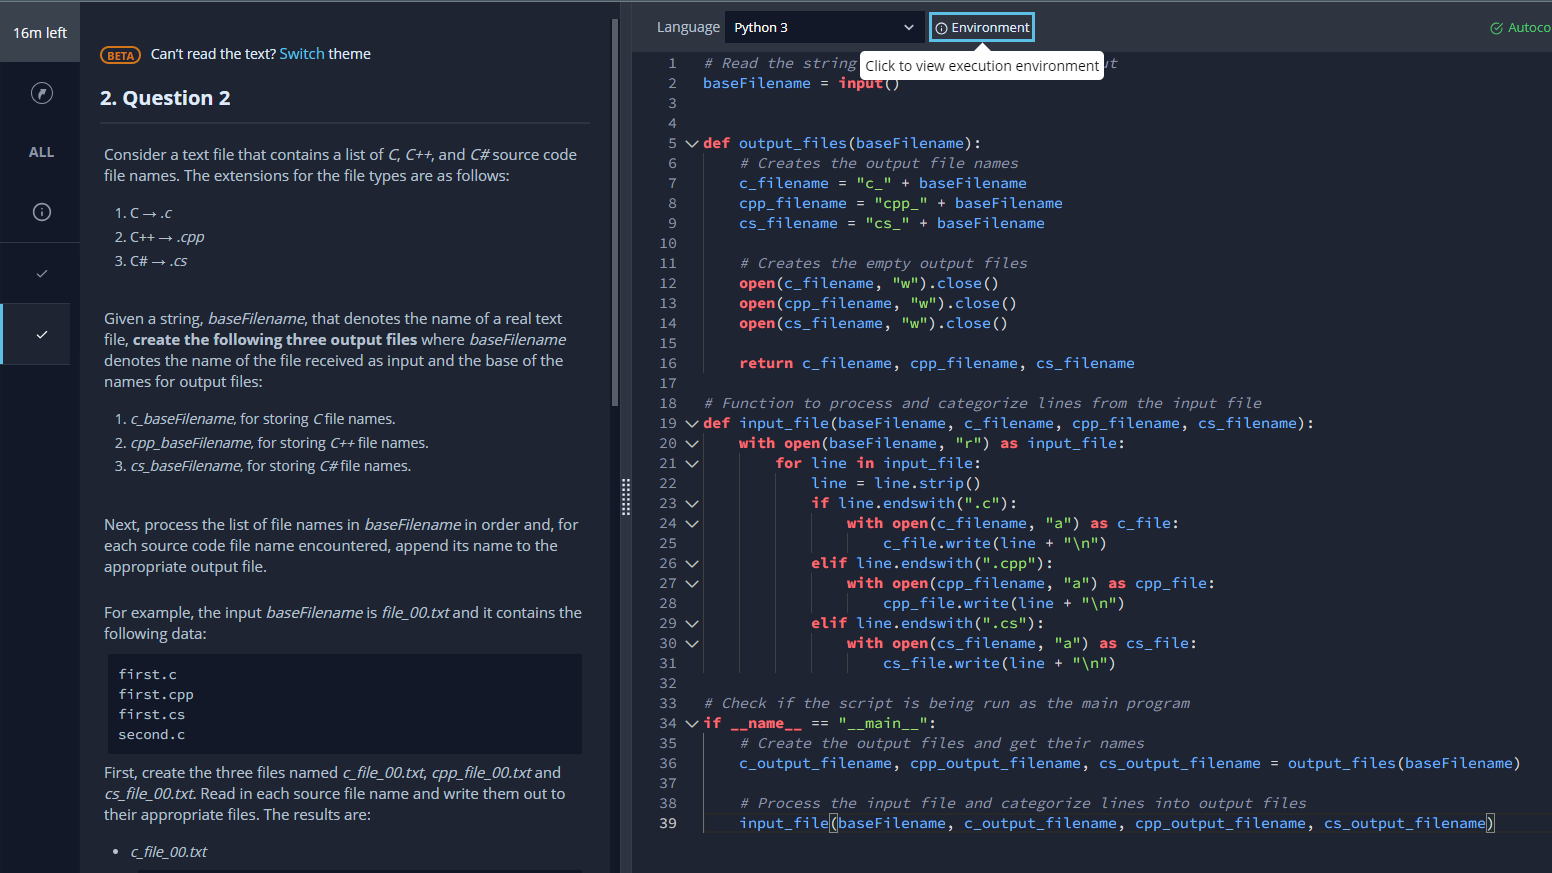 16m left
ALL
BETA Can't read the text? Switch theme
2. Question 2
Consider a text file that contains a list of C, C++, and C# source code
file names. The extensions for the file types are as follows:
1. C → .c
2. C++ → .cpp
3. C# → .cs
Given a string, baseFilename, that denotes the name of a real text
file, create the following three output files where baseFilename
denotes the name of the file received as input and the base of the
names for output files:
1. c_baseFilename, for storing C file names.
2. cpp_baseFilename, for storing C++ file names.
3. cs_baseFilename, for storing C# file names.
Next, process the list of file names in baseFilename in order and, for
each source code file name encountered, append its name to the
appropriate output file.
For example, the input baseFilename is file_00.txt and it contains the
following data:
first.c
first.cpp
first.cs
second.c
First, create the three files named c_file_00.txt, cpp_file_00.txt and
cs_file_00.txt. Read in each source file name and write them out to
their appropriate files. The results are:
• c_file_00.txt
Language Python 3 Environment Autoco
Click to view execution environment
1 # Read the string ut
2 baseFilename = input()
3
4
5 def output_files(baseFilename):
6 # Creates the output file names
7 c_filename = "c_" + baseFilename
8 cpp_filename = "cpp_" + baseFilename
9 cs_filename = "cs_" + baseFilename
10
11 # Creates the empty output files
12 open(c_filename, "w").close()
13 open(cpp_filename, "w").close()
14 open(cs_filename, "w").close()
15
16 return c_filename, cpp_filename, cs_filename
17
18 # Function to process and categorize lines from the input file
19 def input_file(baseFilename, c_filename, cpp_filename, cs_filename):
20 with open(baseFilename, "r") as input_file:
21 for line in input_file:
22 line = line.strip()
23 if line.endswith(".c"):
24 with open(c_filename, "a") as c_file:
25 c_file.write(line + "\n")
26 elif line.endswith(".cpp"):
27 with open(cpp_filename, "a") as cpp_file:
28 cpp_file.write(line + "\n")
29 elif line.endswith(".cs"):
30 with open(cs_filename, "a") as cs_file:
31 cs_file.write(line + "\n")
32
33 # Check if the script is being run as the main program
34 if __name__ == "__main__":
35 # Create the output files and get their names
36 c_output_filename, cpp_output_filename, cs_output_filename = output_files(baseFilename)
37
38 # Process the input file and categorize lines into output files
39 input_file(baseFilename, c_output_filename, cpp_output_filename, cs_output_filename)